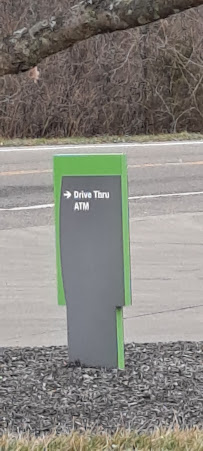 → Drive Thru
ATM